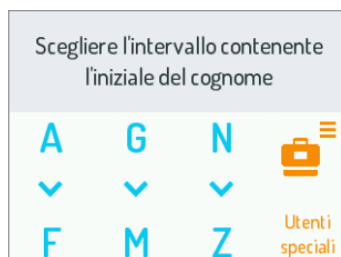 Scegliere l'intervallo contenente
l'iniziale del cognome
A G N
F M Z
Utenti
speciali